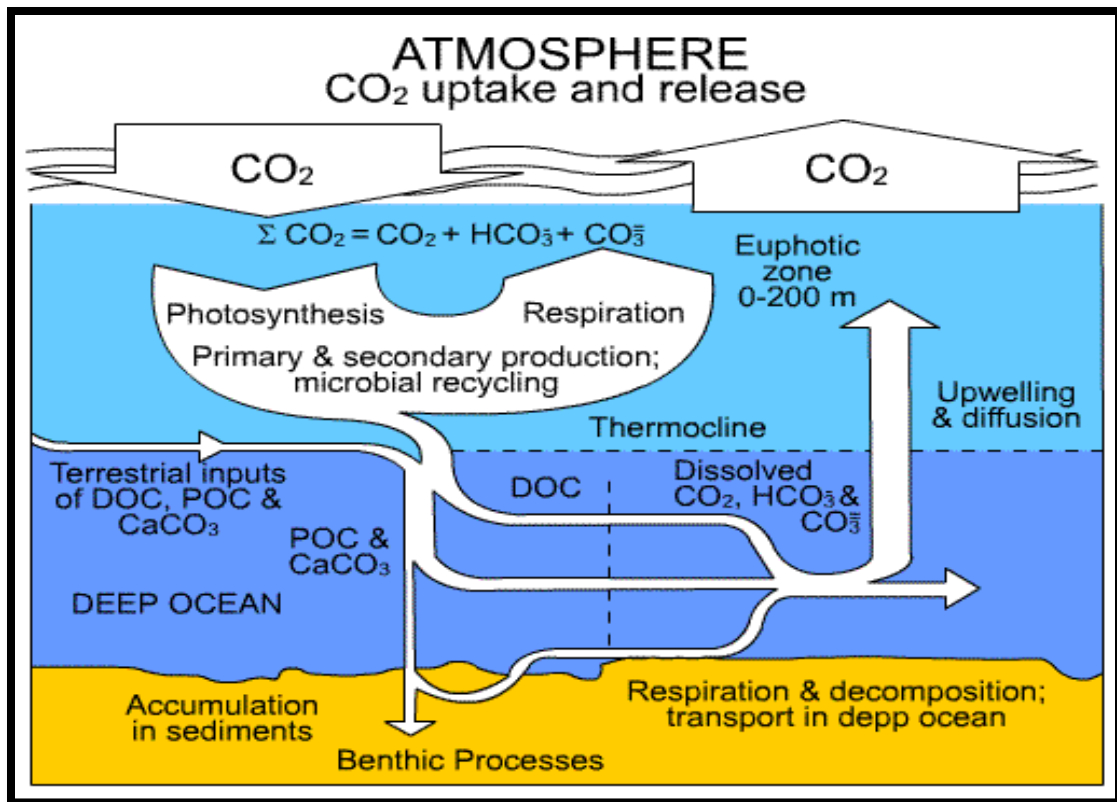 ATMOSPHERE
CO₂ uptake and release
CO₂
CO₂
Σ CO₂ = CO₂ + HCO₃⁻ + CO₃⁼
Euphotic
zone
0-200 m
Photosynthesis
Respiration
Primary & secondary production;
microbial recycling
Upwelling
& diffusion
Thermocline
Terrestrial inputs
of DOC, POC &
CaCO₃
DOC
Dissolved
CO₂, HCO₃⁻ &
CO₃⁼
POC &
CaCO₃
DEEP OCEAN
Accumulation
in sediments
Respiration & decomposition;
transport in depp ocean
Benthic Processes